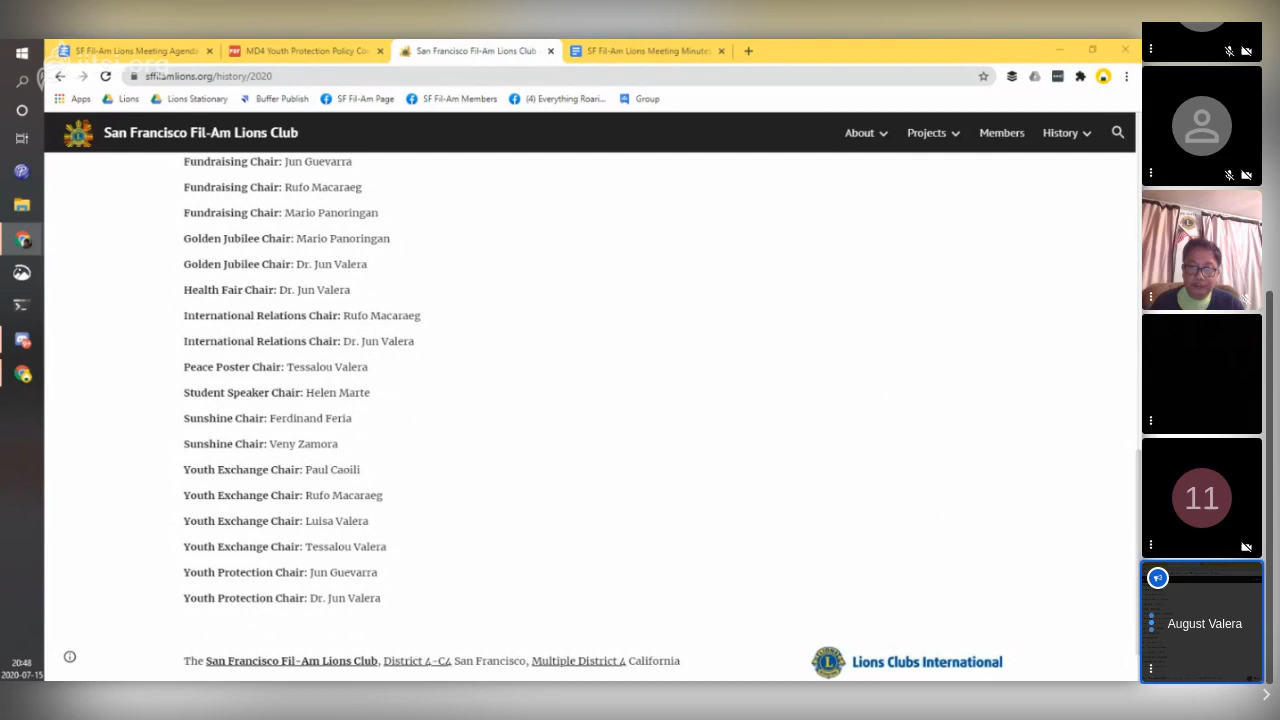 SF Fil-Am Lions Meeting Agenda
MD4 Youth Protection Policy Co
San Francisco Fil-Am Lions Club
SF Fil-Am Lions Meeting Minute
jitsi.org
sffilamlions.org/history/2020
Apps
Lions
Lions Stationary
Buffer Publish
SF Fil-Am Page
SF Fil-Am Members
(4) Everything Roari...
Group
San Francisco Fil-Am Lions Club
About
Projects
Members
History
Fundraising Chair: Jun Guevarra
Fundraising Chair: Rufo Macaraeg
Fundraising Chair: Mario Panoringan
Golden Jubilee Chair: Mario Panoringan
Golden Jubilee Chair: Dr. Jun Valera
Health Fair Chair: Dr. Jun Valera
International Relations Chair: Rufo Macaraeg
International Relations Chair: Dr. Jun Valera
Peace Poster Chair: Tessalou Valera
Student Speaker Chair: Helen Marte
Sunshine Chair: Ferdinand Feria
Sunshine Chair: Veny Zamora
Youth Exchange Chair: Paul Caoili
Youth Exchange Chair: Rufo Macaraeg
Youth Exchange Chair: Luisa Valera
Youth Exchange Chair: Tessalou Valera
Youth Protection Chair: Jun Guevarra
Youth Protection Chair: Dr. Jun Valera
The San Francisco Fil-Am Lions Club, District 4-C4 San Francisco, Multiple District 4 California
Lions Clubs International
20:48
2020-07-15
11
August Valera